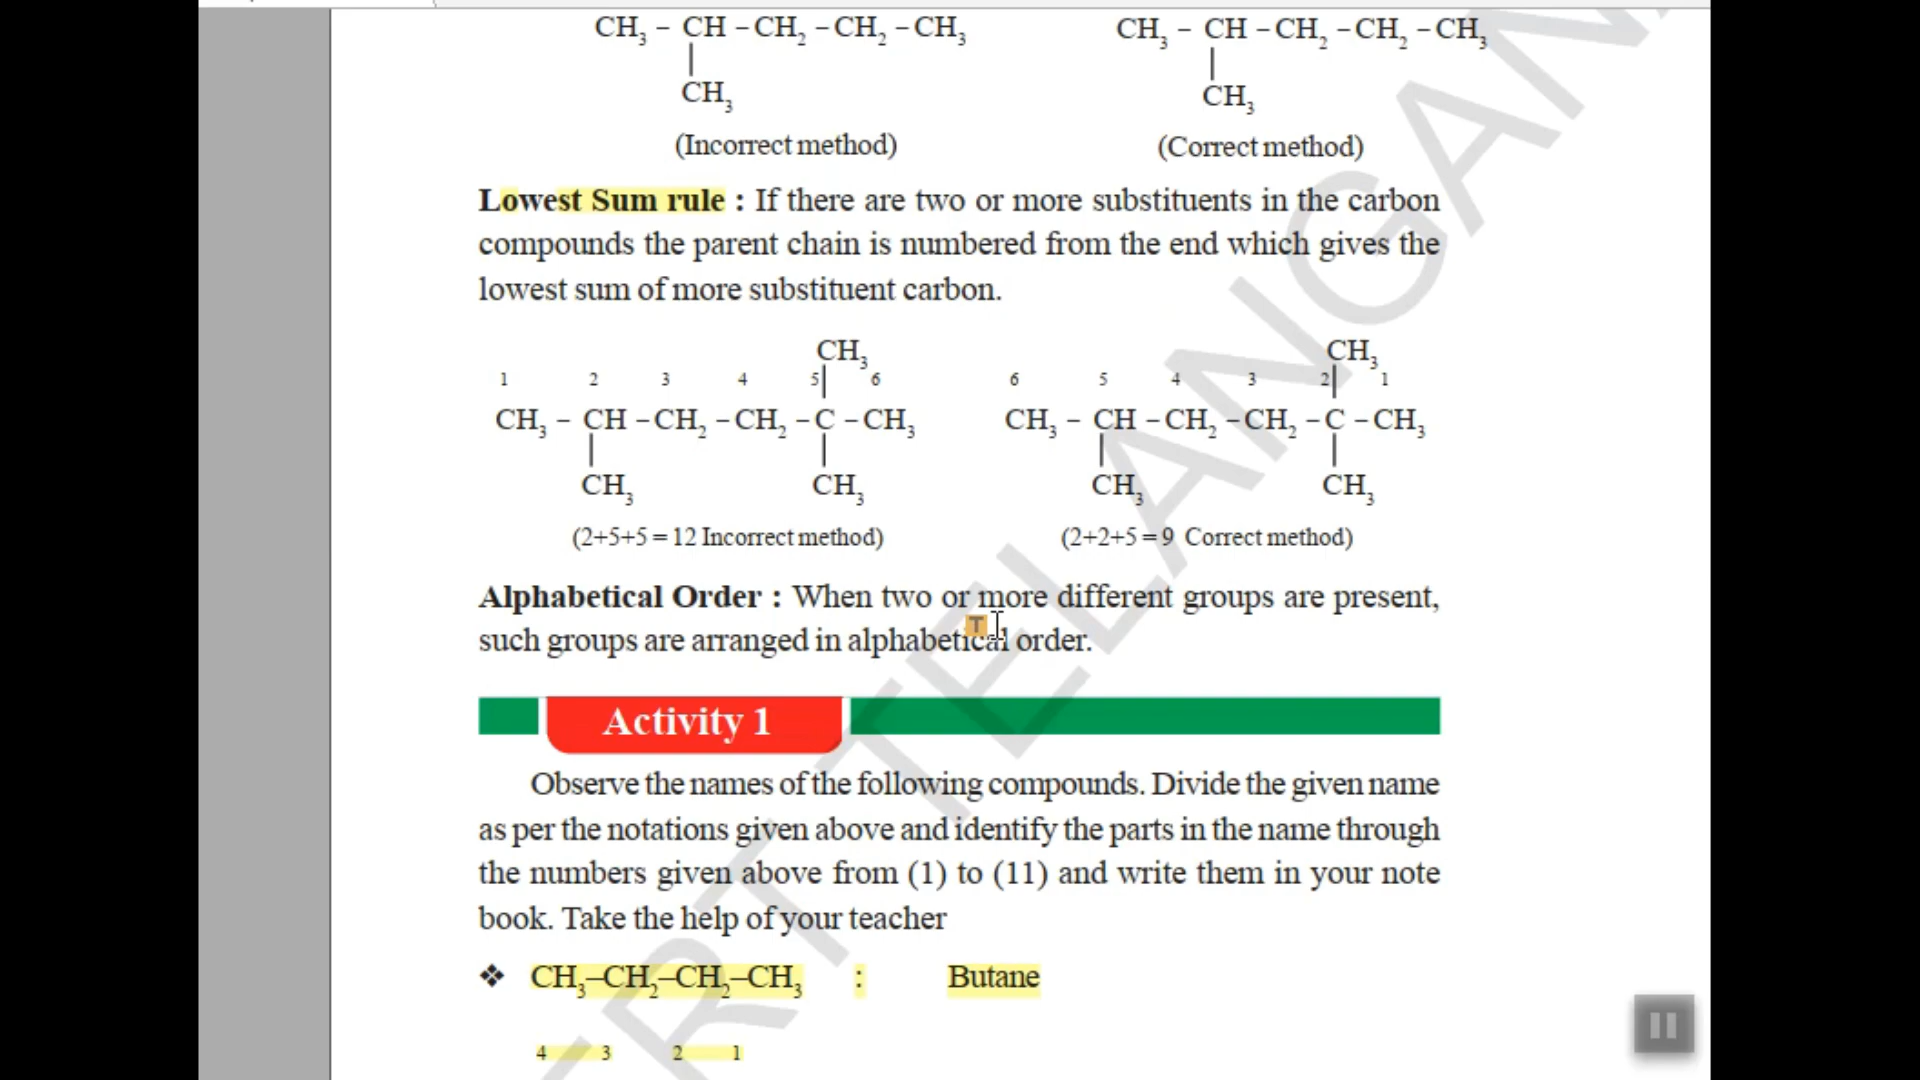 CH₃ – CH – CH₂ – CH₂ – CH₃ CH₃ – CH – CH₂ – CH₂ – CH₃
| |
CH₃ CH₃
(Incorrect method) (Correct method)
Lowest Sum rule : If there are two or more substituents in the carbon
compounds the parent chain is numbered from the end which gives the
lowest sum of more substituent carbon.
CH₃ CH₃
1 2 3 4 5| 6 6 5 4 3 2| 1
CH₃ – CH – CH₂ – CH₂ – C – CH₃ CH₃ – CH – CH₂ – CH₂ – C – CH₃
| | | |
CH₃ CH₃ CH₃ CH₃
(2+5+5 = 12 Incorrect method) (2+2+5 = 9 Correct method)
Alphabetical Order : When two or more different groups are present,
such groups are arranged in alphabetical order.
T
Activity 1
Observe the names of the following compounds. Divide the given name
as per the notations given above and identify the parts in the name through
the numbers given above from (1) to (11) and write them in your note
book. Take the help of your teacher
❖ CH₃–CH₂–CH₂–CH₃ : Butane
4 3 2 1